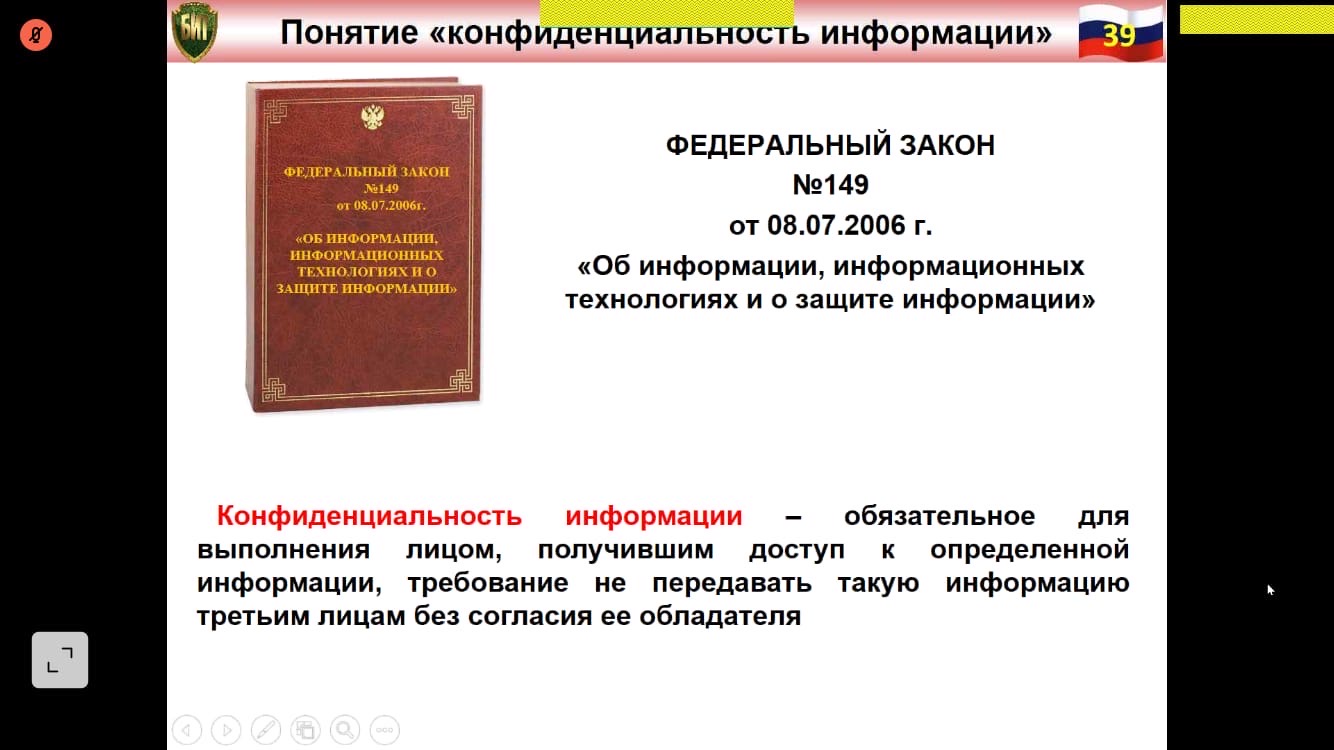 БИТ
Понятие «конфиденциальность информации»
39
ФЕДЕРАЛЬНЫЙ ЗАКОН
№149
от 08.07.2006г.
«ОБ ИНФОРМАЦИИ,
ИНФОРМАЦИОННЫХ
ТЕХНОЛОГИЯХ И О
ЗАЩИТЕ ИНФОРМАЦИИ»
ФЕДЕРАЛЬНЫЙ ЗАКОН
№149
от 08.07.2006 г.
«Об информации, информационных
технологиях и о защите информации»
Конфиденциальность информации – обязательное для
выполнения лицом, получившим доступ к определенной
информации, требование не передавать такую информацию
третьим лицам без согласия ее обладателя